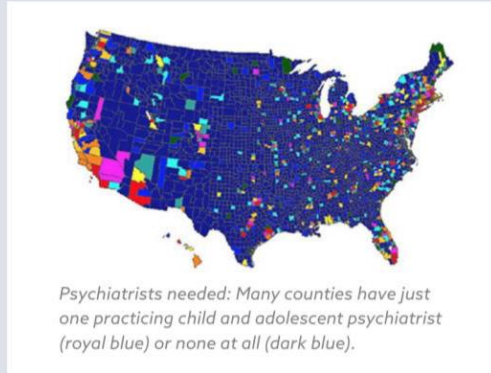 Psychiatrists needed: Many counties have just
one practicing child and adolescent psychiatrist
(royal blue) or none at all (dark blue).